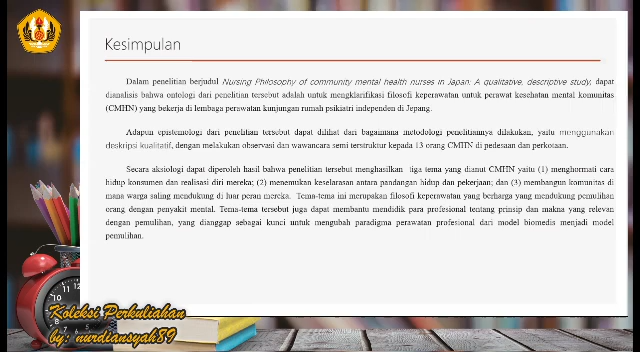 Kesimpulan
Dalam penelitian berjudul Nursing Philosophy of community mental health nurses in Japan: A qualitative, descriptive study, dapat
dianalisis bahwa ontologi dari penelitian tersebut adalah untuk mengklarifikasi filosofi keperawatan untuk perawat kesehatan mental komunitas
(CMHN) yang bekerja di lembaga perawatan kunjungan rumah psikiatri independen di Jepang.
Adapun epistemologi dari penelitian tersebut dapat dilihat dari bagaimana metodologi penelitiannya dilakukan, yaitu menggunakan
deskripsi kualitatif, dengan melakukan observasi dan wawancara semi terstruktur kepada 13 orang CMHN di pedesaan dan perkotaan.
Secara aksiologi dapat diperoleh hasil bahwa penelitian tersebut menghasilkan tiga tema yang dianut CMHN yaitu (1) menghormati cara
hidup konsumen dan realisasi diri mereka; (2) menemukan keselarasan antara pandangan hidup dan pekerjaan; dan (3) membangun komunitas di
mana warga saling mendukung di luar peran mereka. Tema-tema ini merupakan filosofi keperawatan yang berharga yang mendukung pemulihan
orang dengan penyakit mental. Tema-tema tersebut juga dapat membantu mendidik para profesional tentang prinsip dan makna yang relevan
dengan pemulihan, yang dianggap sebagai kunci untuk mengubah paradigma perawatan profesional dari model biomedis menjadi model
pemulihan.
Koleksi Perkuliahan
by: nurdiansyah89